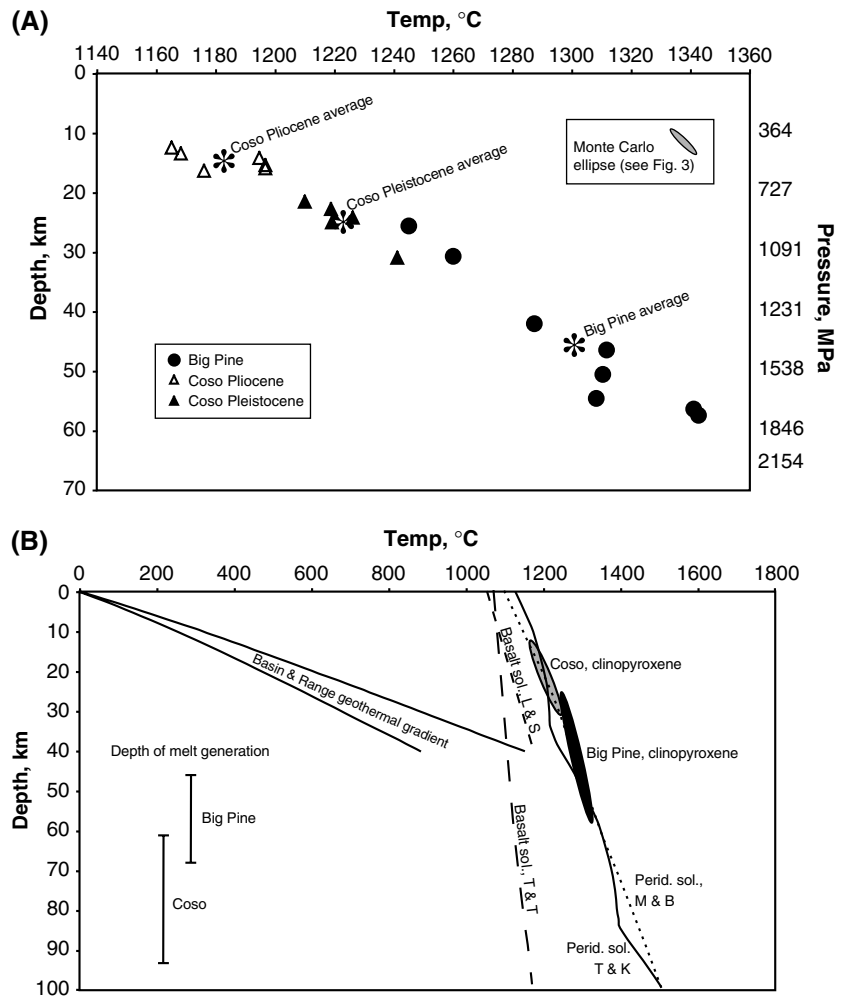 (A)
Temp, °C
1140 1160 1180 1200 1220 1240 1260 1280 1300 1320 1340 1360
0
10
20
30
40
50
60
70
Depth, km
364
727
1091
1231
1538
1846
2154
Pressure, MPa
Coso Pliocene average
Coso Pleistocene average
Big Pine average
Monte Carlo
ellipse (see Fig. 3)
Big Pine
Coso Pliocene
Coso Pleistocene
(B)
Temp, °C
0 200 400 600 800 1000 1200 1400 1600 1800
0
10
20
30
40
50
60
70
80
90
100
Depth, km
Basin & Range geothermal gradient
Basalt sol., L & S
Basalt sol., T & T
Coso, clinopyroxene
Big Pine, clinopyroxene
Depth of melt generation
Big Pine
Coso
Perid. sol.,
M & B
Perid. sol.
T & K